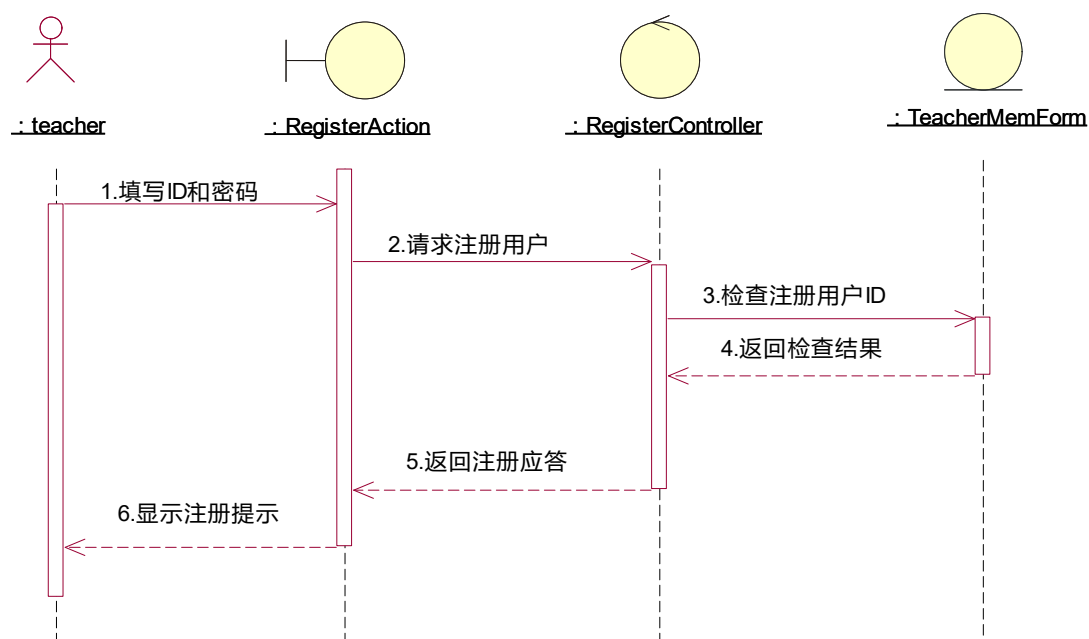 : teacher
: RegisterAction
: RegisterController
: TeacherMemForm
1.填写ID和密码
2.请求注册用户
3.检查注册用户ID
4.返回检查结果
5.返回注册应答
6.显示注册提示